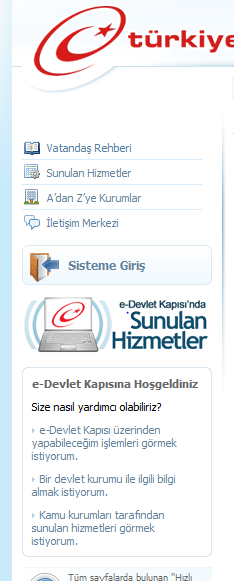 türkiye
Vatandaş Rehberi
Sunulan Hizmetler
A'dan Z'ye Kurumlar
İletişim Merkezi
Sisteme Giriş
e-Devlet Kapısı'nda
Sunulan
Hizmetler
e-Devlet Kapısına Hoşgeldiniz
Size nasıl yardımcı olabiliriz?
› e-Devlet Kapısı üzerinden
yapabileceğim işlemleri görmek
istiyorum.
› Bir devlet kurumu ile ilgili bilgi
almak istiyorum.
› Kamu kurumları tarafından
sunulan hizmetleri görmek
istiyorum.
Tüm sayfalarda bulunan "Hızlı